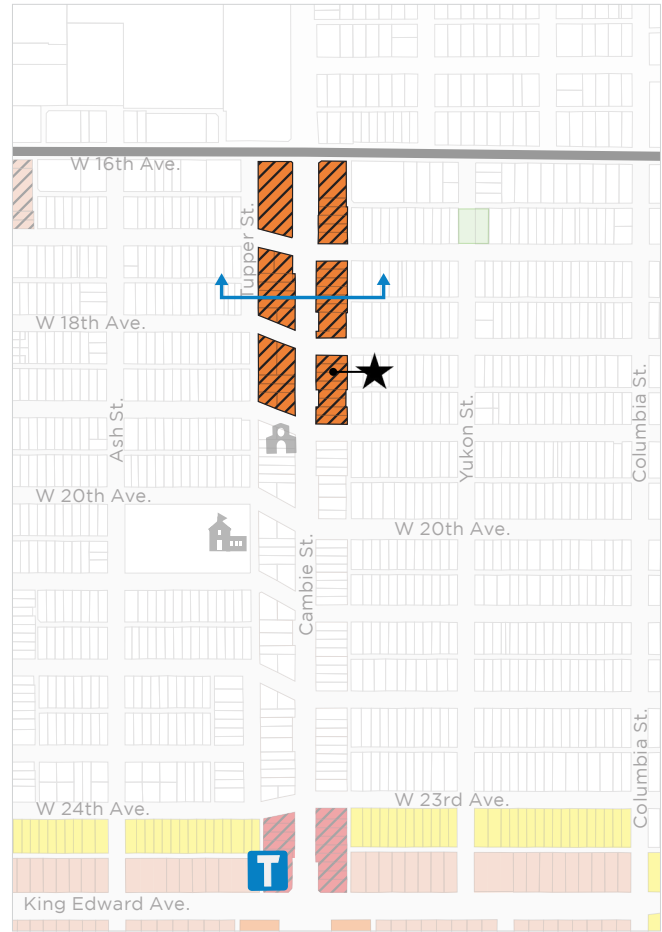 W 16th Ave.
Tupper St.
W 18th Ave.
Ash St.
Yukon St.
Columbia St.
W 20th Ave.
W 20th Ave.
Cambie St.
Columbia St.
W 24th Ave.
W 23rd Ave.
T
King Edward Ave.